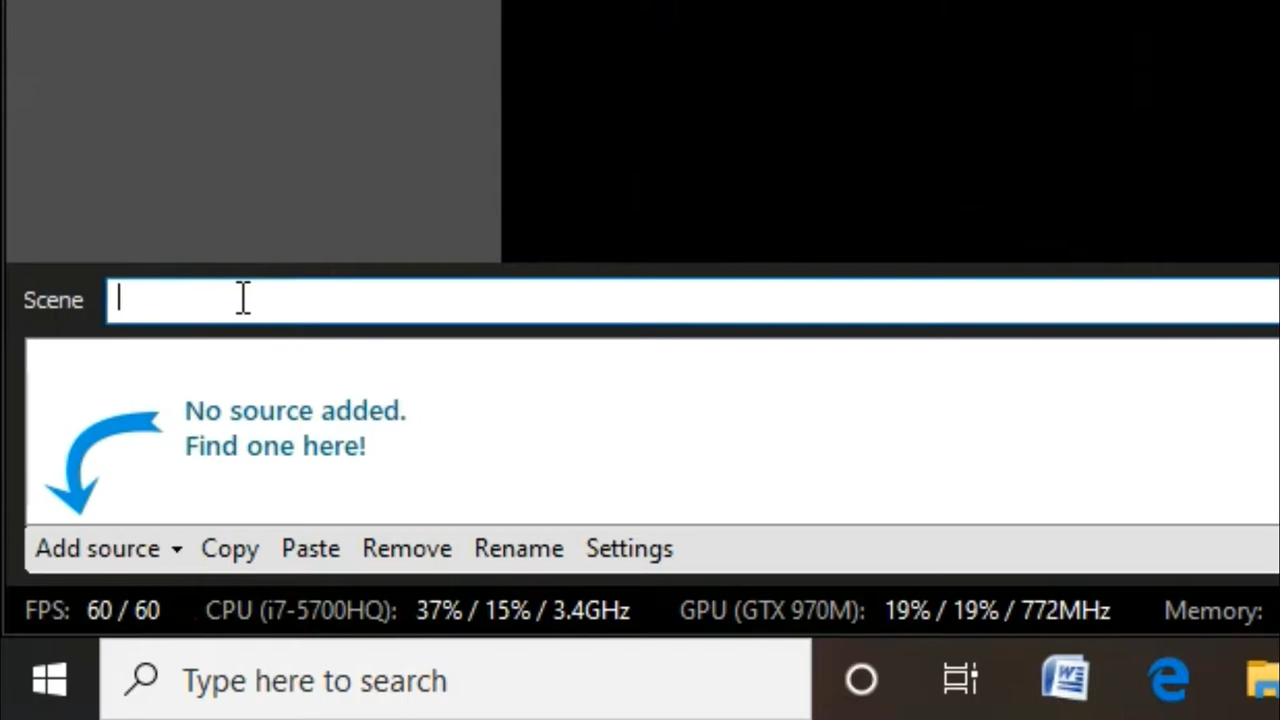 Scene
No source added.
Find one here!
Add source Copy Paste Remove Rename Settings
FPS: 60 / 60 CPU (i7-5700HQ): 37% / 15% / 3.4GHz GPU (GTX 970M): 19% / 19% / 772MHz Memory:
Type here to search